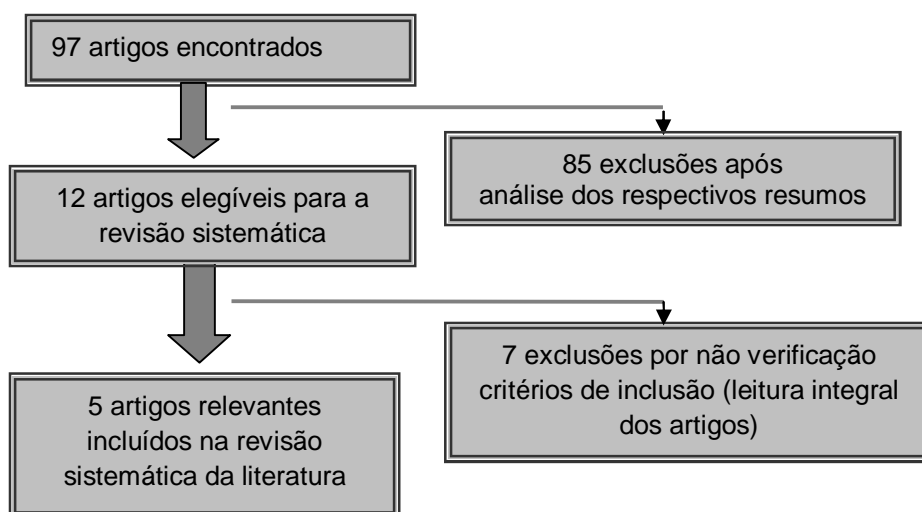 97 artigos encontrados
85 exclusões após
análise dos respectivos resumos
12 artigos elegíveis para a
revisão sistemática
7 exclusões por não verificação
critérios de inclusão (leitura integral
dos artigos)
5 artigos relevantes
incluídos na revisão
sistemática da literatura